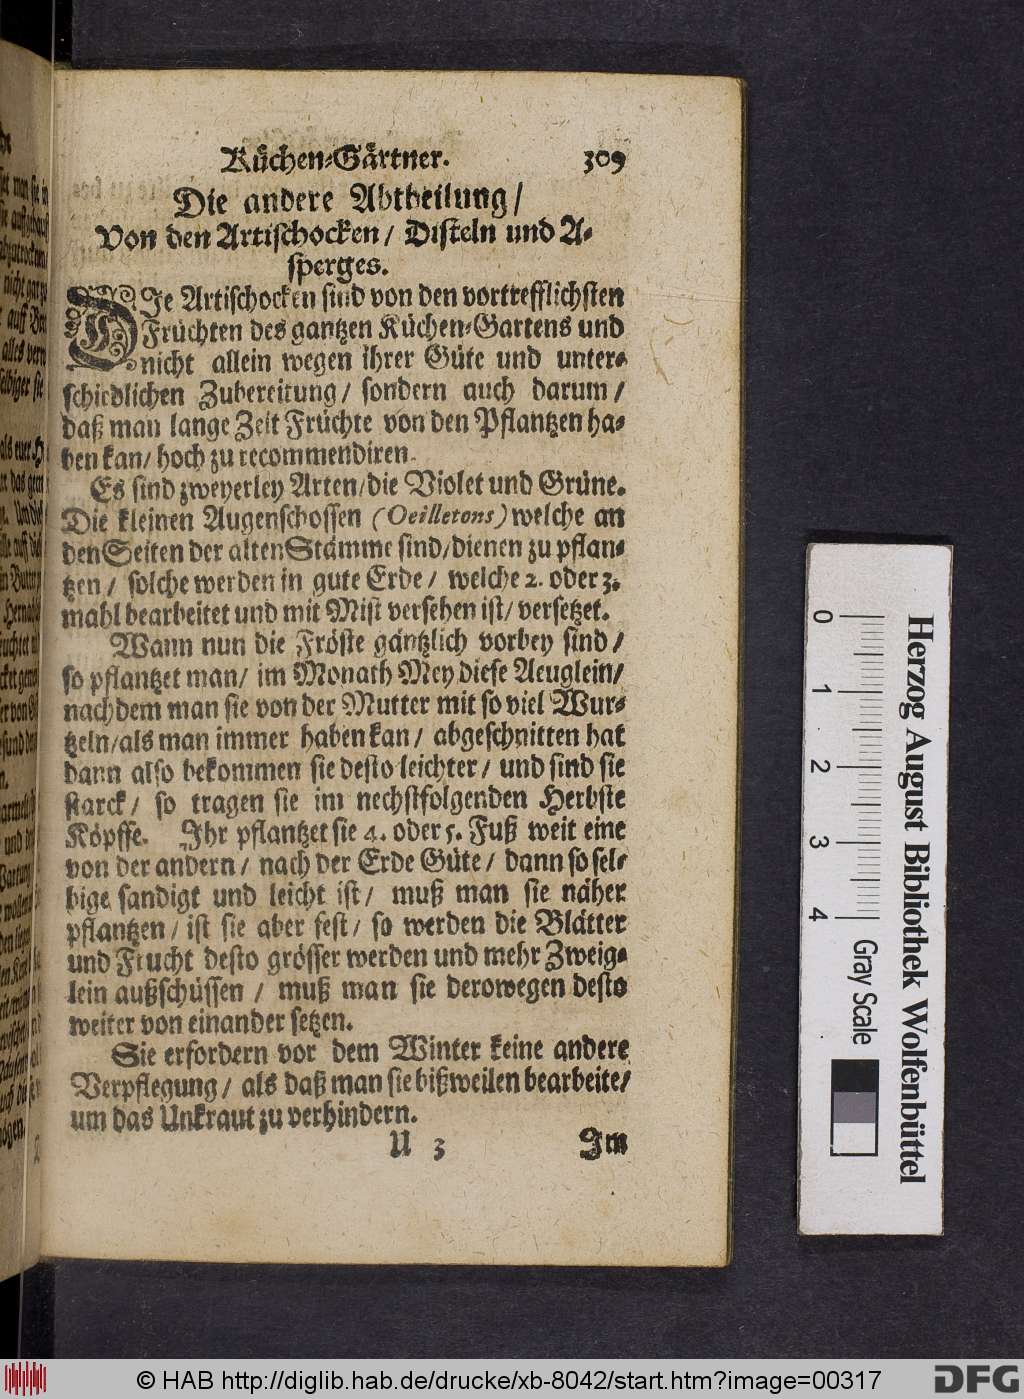 Küchen-Gärtner. 309
Die andere Abtheilung/
Von den Artischocken/ Disteln und A-
sperges.
DIe Artischocken sind von den vortrefflichsten
Früchten des gantzen Küchen-Gartens und
nicht allein wegen ihrer Güte und unter-
schiedlichen Zubereitung/ sondern auch darum/
daß man lange Zeit Früchte von den Pflantzen ha-
ben kan/ hoch zu recommendiren.
Es sind zweyerley Arten/die Violet und Grüne.
Die kleinen Augenschossen (Oeilletons) welche an
den Seiten der alten Stämme sind/dienen zu pflan-
tzen/ solche werden in gute Erde/ welche 2. oder 3.
mahl bearbeitet und mit Mist versehen ist/ versetzet.
Wann nun die Fröste gäntzlich vorbey sind/
so pflantzet man/ im Monath Mey diese Aeuglein/
nachdem man sie von der Mutter mit so viel Wur-
tzeln/als man immer haben kan/ abgeschnitten hat
dann also bekommen sie desto leichter/ und sind sie
starck/ so tragen sie im nechstfolgenden Herbste
Köpffe. Ihr pflantzet sie 4. oder 5. Fuß weit eine
von der andern/ nach der Erde Güte/ dann so sel-
bige sandigt und leicht ist/ muß man sie näher
pflantzen/ ist sie aber fest/ so werden die Blätter
und Frucht desto grösser werden und mehr Zweig-
lein außschüssen/ muß man sie derowegen desto
weiter von einander setzen.
Sie erfordern vor dem Winter keine andere
Verpflegung/ als daß man sie bißweilen bearbeite/
um das Unkraut zu verhindern.
U 3 Im
0 1 2 3 4 Gray Scale
Herzog August Bibliothek Wolfenbüttel
© HAB http://diglib.hab.de/drucke/xb-8042/start.htm?image=00317
DFG